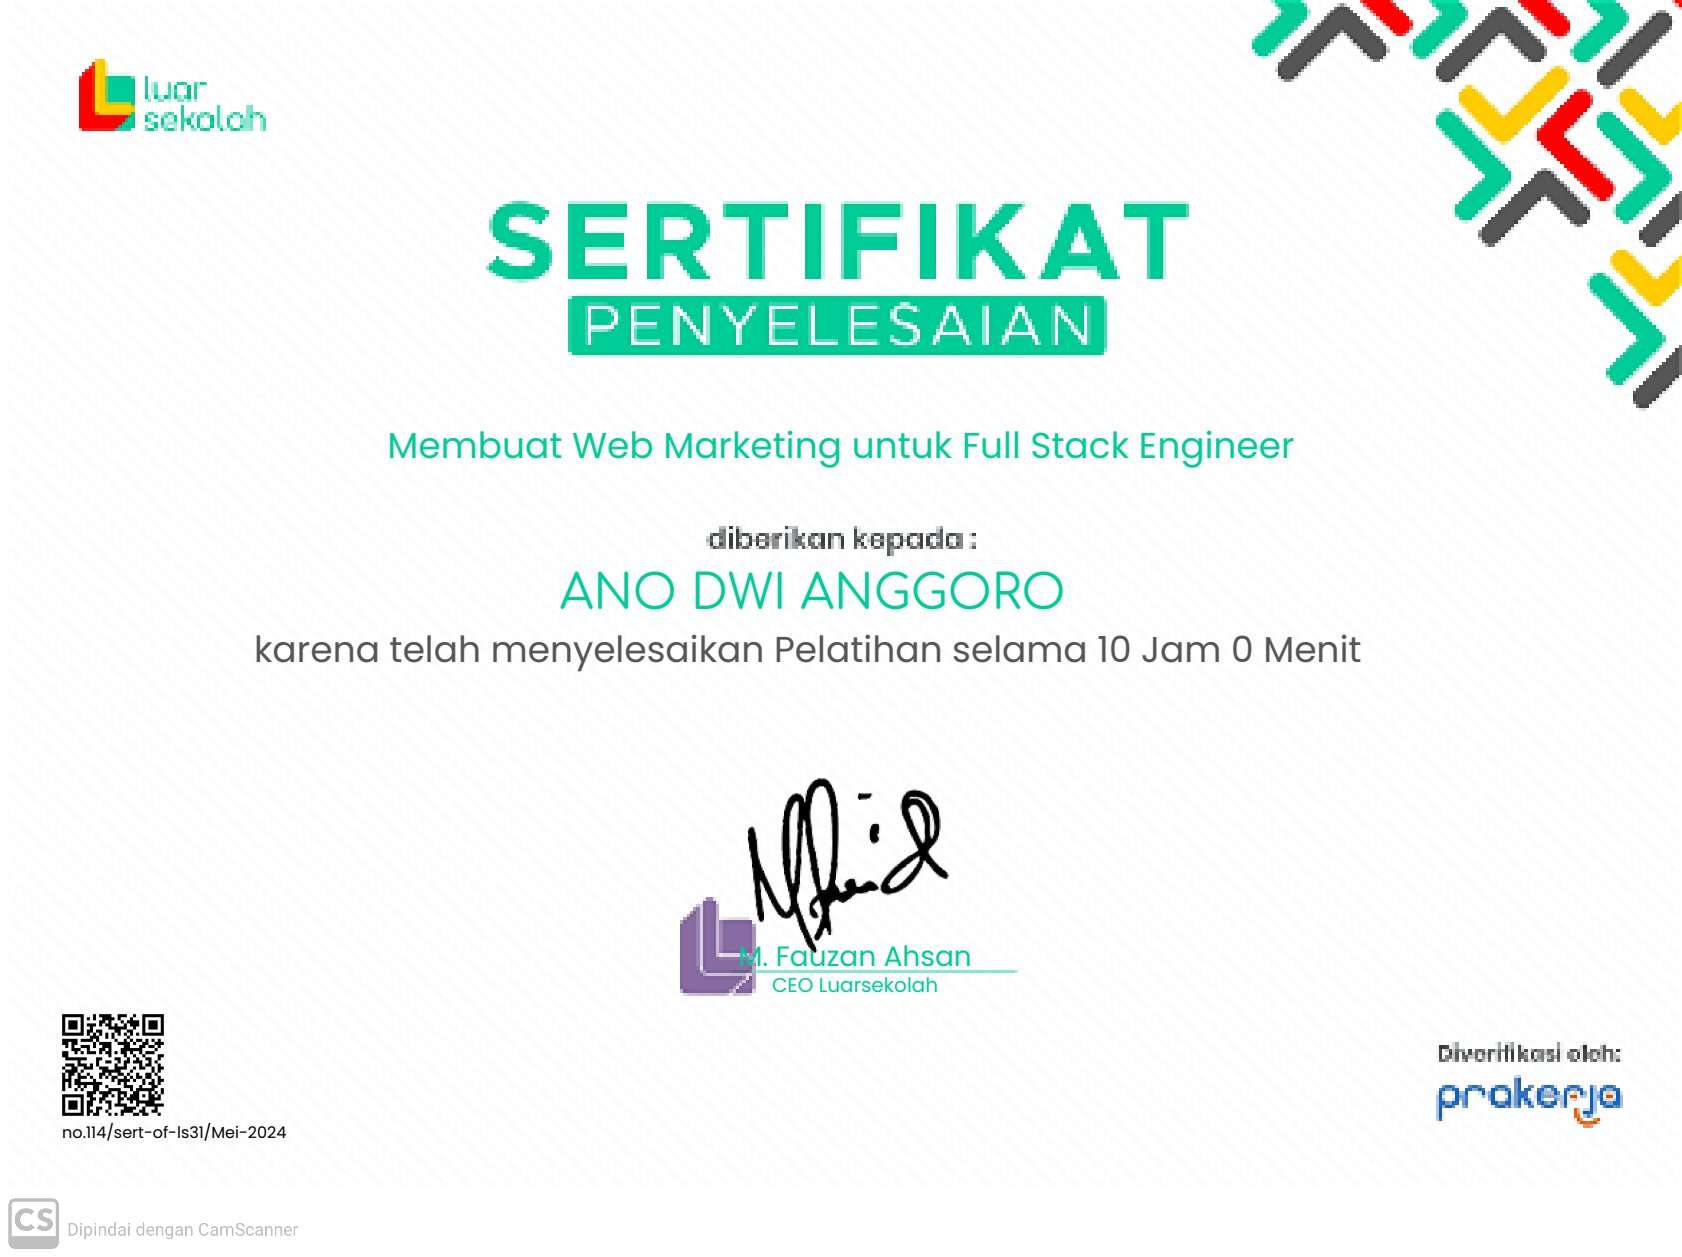 luar
sekolah
SERTIFIKAT
PENYELESAIAN
Membuat Web Marketing untuk Full Stack Engineer
diberikan kepada :
ANO DWI ANGGORO
karena telah menyelesaikan Pelatihan selama 10 Jam 0 Menit
M. Fauzan Ahsan
CEO Luarsekolah
no.114/sert-of-ls31/Mei-2024
Diverifikasi oleh:
prakerja
CS Dipindai dengan CamScanner